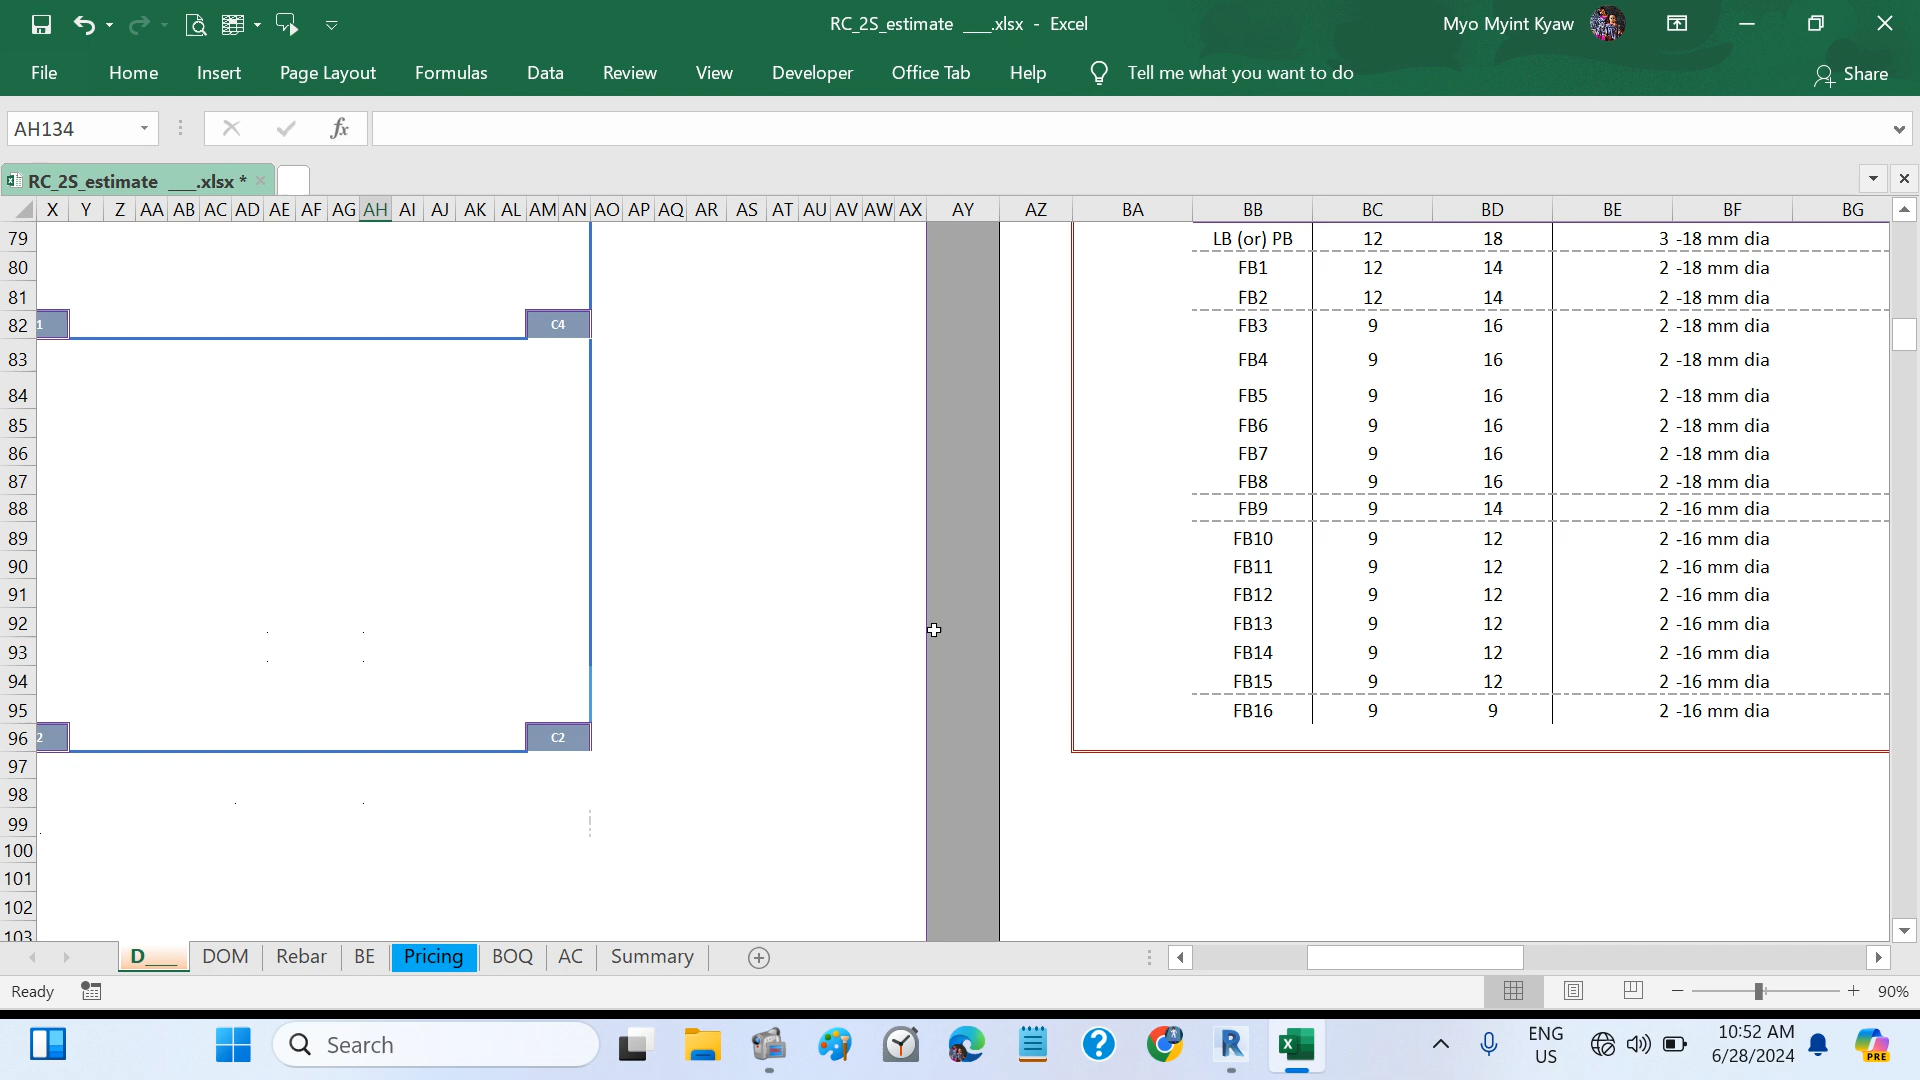 RC_2S_estimate ___.xlsx - Excel
Myo Myint Kyaw
File Home Insert Page Layout Formulas Data Review View Developer Office Tab Help Tell me what you want to do
Share
AH134
fx
RC_2S_estimate ___.xlsx *
X Y Z AA AB AC AD AE AF AG AH AI AJ AK AL AM AN AO AP AQ AR AS AT AU AV AW AX AY AZ BA BB BC BD BE BF BG
79 LB (or) PB 12 18 3 -18 mm dia
80 FB1 12 14 2 -18 mm dia
81 FB2 12 14 2 -18 mm dia
82 1 C4 FB3 9 16 2 -18 mm dia
83 FB4 9 16 2 -18 mm dia
84 FB5 9 16 2 -18 mm dia
85 FB6 9 16 2 -18 mm dia
86 FB7 9 16 2 -18 mm dia
87 FB8 9 16 2 -18 mm dia
88 FB9 9 14 2 -16 mm dia
89 FB10 9 12 2 -16 mm dia
90 FB11 9 12 2 -16 mm dia
91 FB12 9 12 2 -16 mm dia
92 FB13 9 12 2 -16 mm dia
93 FB14 9 12 2 -16 mm dia
94 FB15 9 12 2 -16 mm dia
95 FB16 9 9 2 -16 mm dia
96 2 C2
97
98
99
100
101
102
103
D___ DOM Rebar BE Pricing BOQ AC Summary
Ready
90%
Search
ENG
US
10:52 AM
6/28/2024
PRE